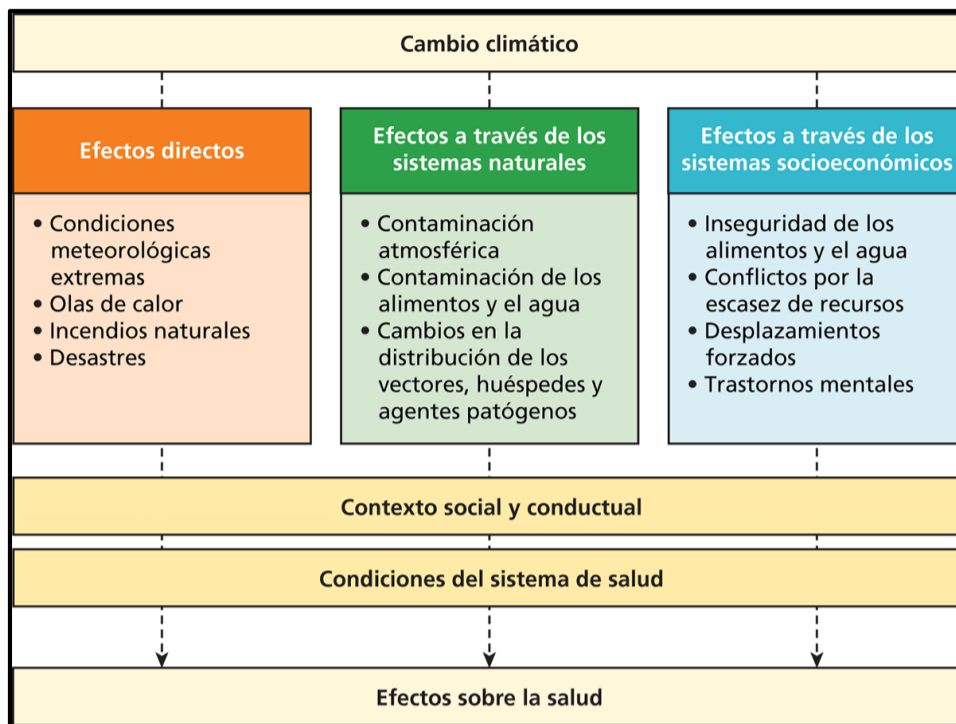 Cambio climático
Efectos directos
• Condiciones
meteorológicas
extremas
• Olas de calor
• Incendios naturales
• Desastres
Efectos a través de los
sistemas naturales
• Contaminación
atmosférica
• Contaminación de los
alimentos y el agua
• Cambios en la
distribución de los
vectores, huéspedes y
agentes patógenos
Efectos a través de los
sistemas socioeconómicos
• Inseguridad de los
alimentos y el agua
• Conflictos por la
escasez de recursos
• Desplazamientos
forzados
• Trastornos mentales
Contexto social y conductual
Condiciones del sistema de salud
Efectos sobre la salud